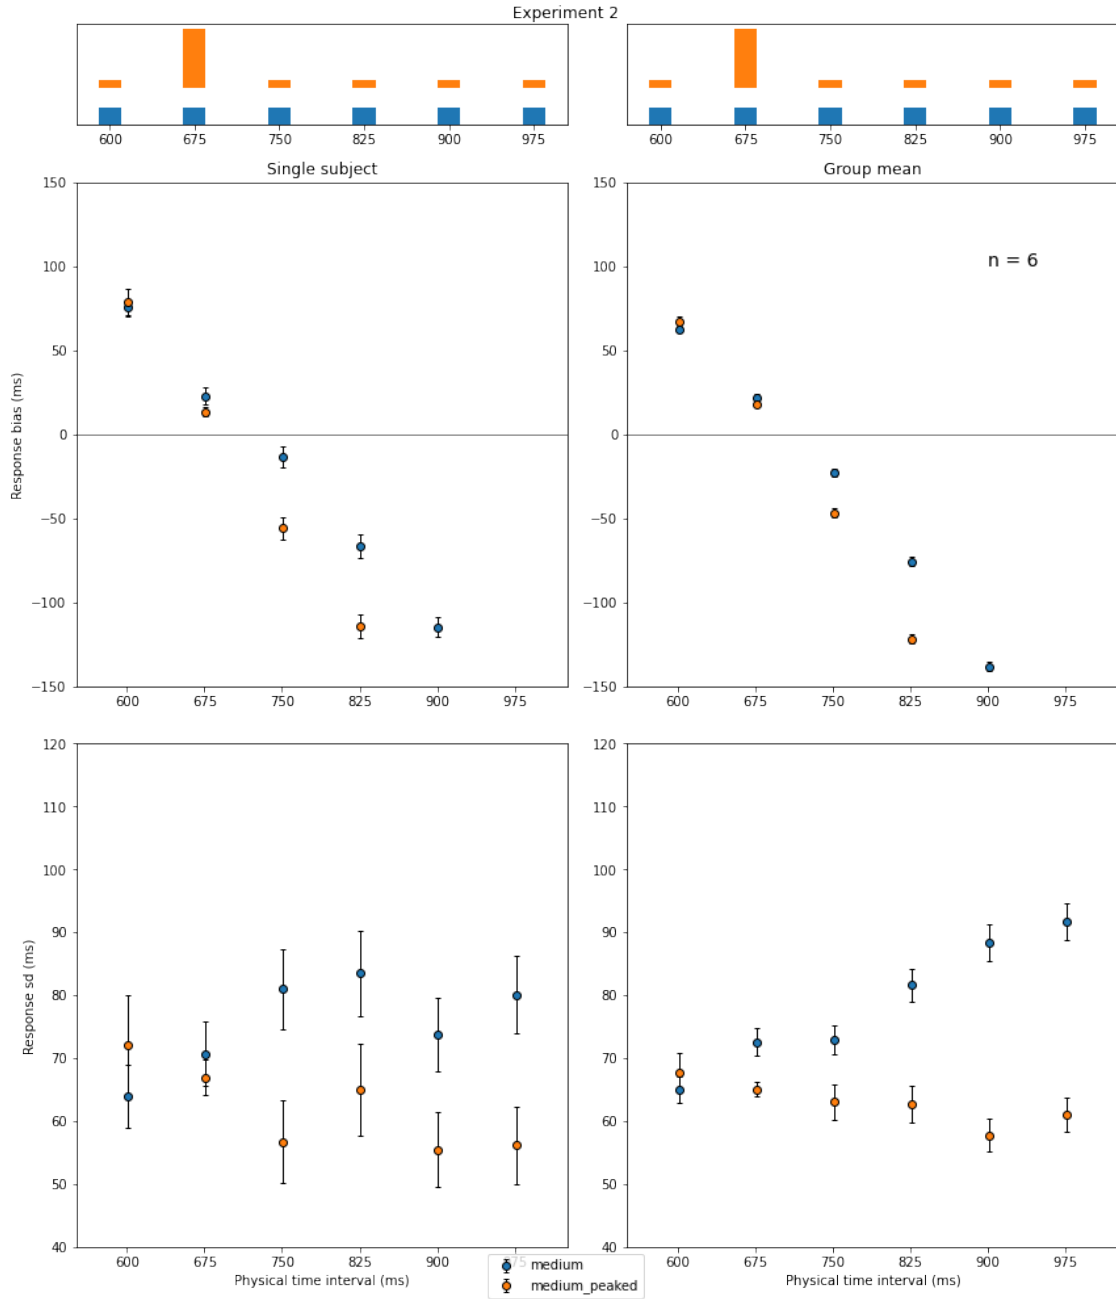 Experiment 2
600 675 750 825 900 975
600 675 750 825 900 975
Single subject
Group mean
Response bias (ms)
150
100
50
0
−50
−100
−150
600 675 750 825 900 975
n = 6
150
100
50
0
−50
−100
−150
600 675 750 825 900 975
Response sd (ms)
120
110
100
90
80
70
60
50
40
600 675 750 825 900 975
Physical time interval (ms)
120
110
100
90
80
70
60
50
40
600 675 750 825 900 975
Physical time interval (ms)
medium
medium_peaked